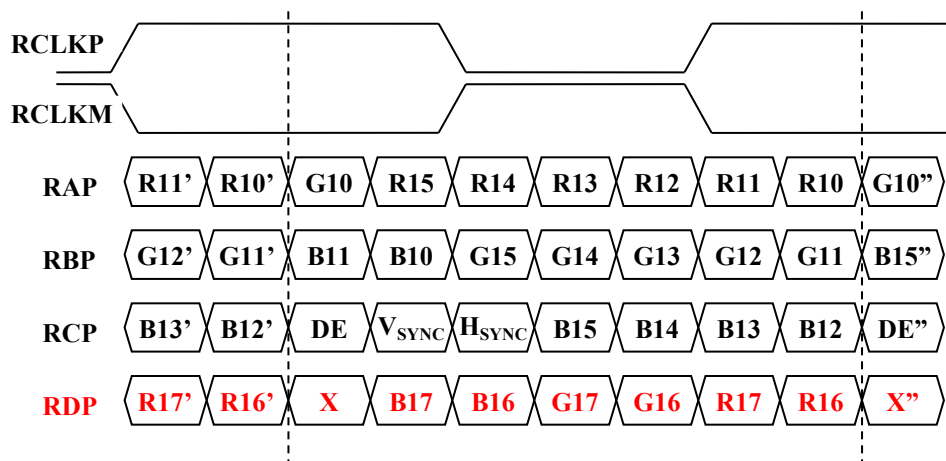 RCLKP
RCLKM
RAP R11’ R10’ G10 R15 R14 R13 R12 R11 R10 G10”
RBP G12’ G11’ B11 B10 G15 G14 G13 G12 G11 B15”
RCP B13’ B12’ DE VSYNC HSYNC B15 B14 B13 B12 DE”
RDP R17’ R16’ X B17 B16 G17 G16 R17 R16 X”